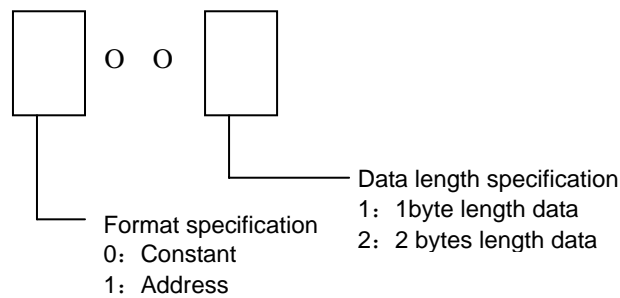 O O
Data length specification
1：1byte length data
2：2 bytes length data
Format specification
0：Constant
1：Address